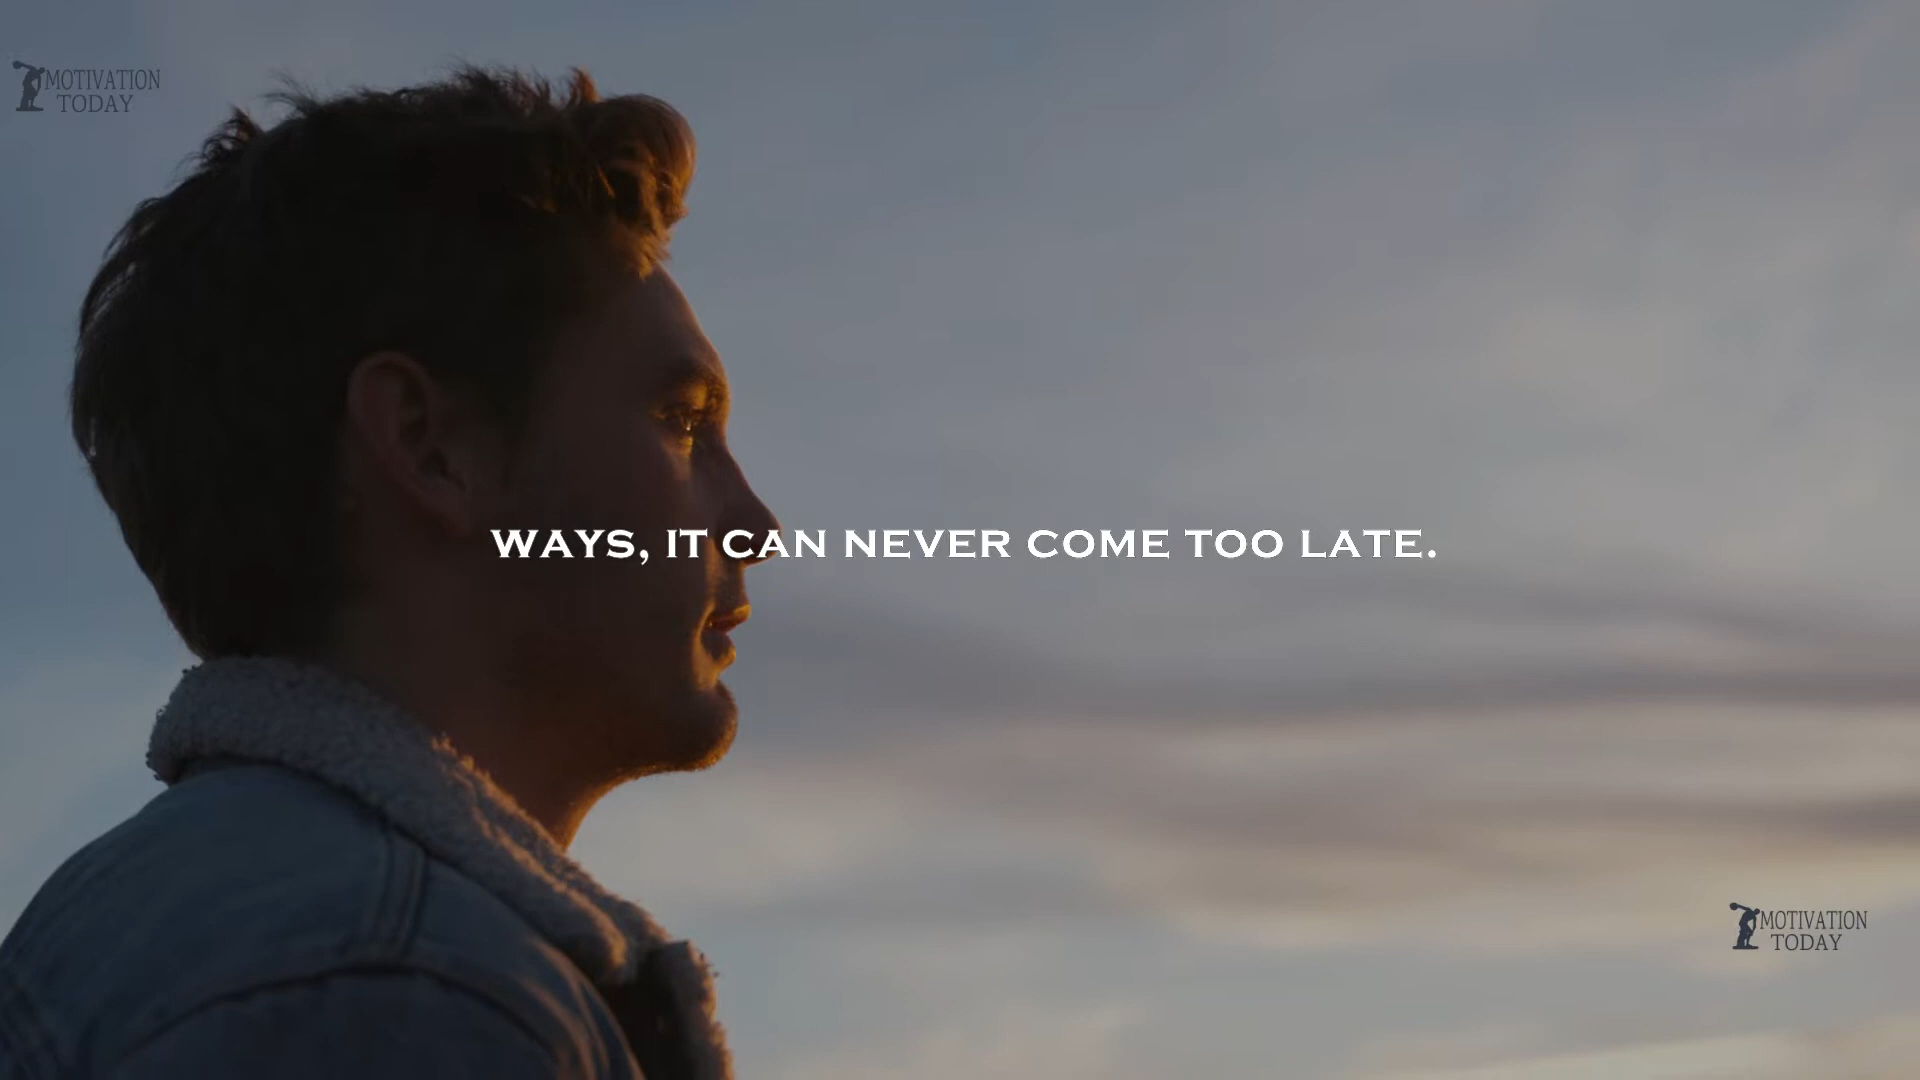 MOTIVATION
TODAY
WAYS, IT CAN NEVER COME TOO LATE.
MOTIVATION
TODAY